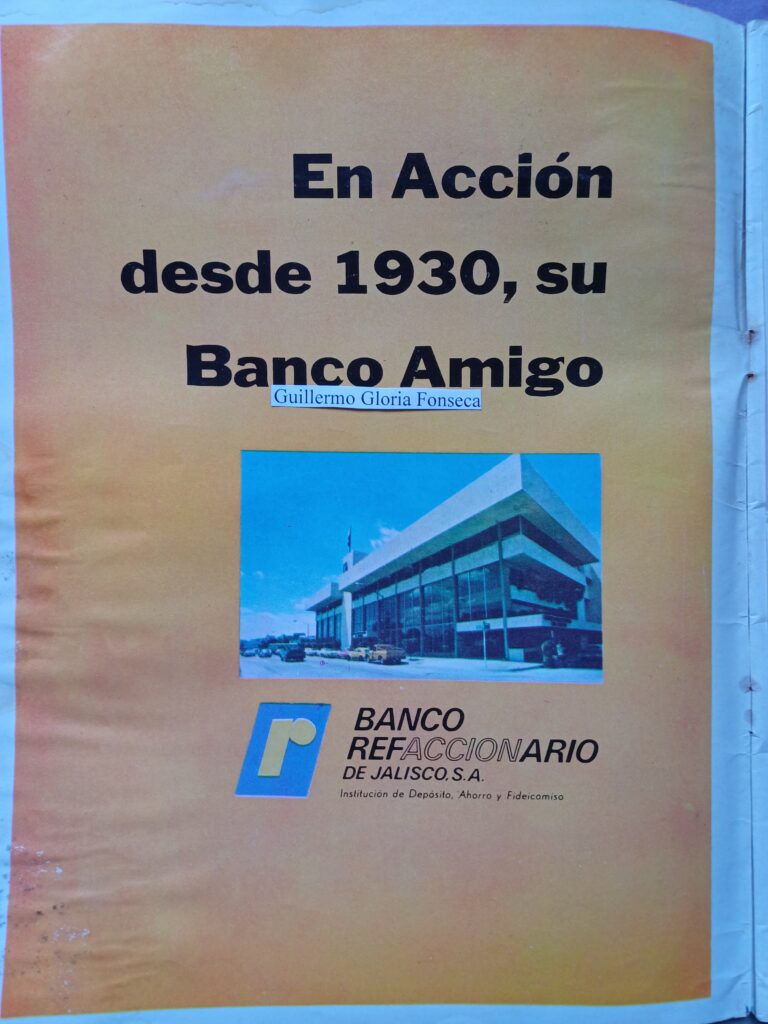 En Acción
desde 1930, su
Banco Amigo
Guillermo Gloria Fonseca
r
BANCO
REFACCIONARIO
DE JALISCO, S.A.
Institución de Depósito, Ahorro y Fideicomiso